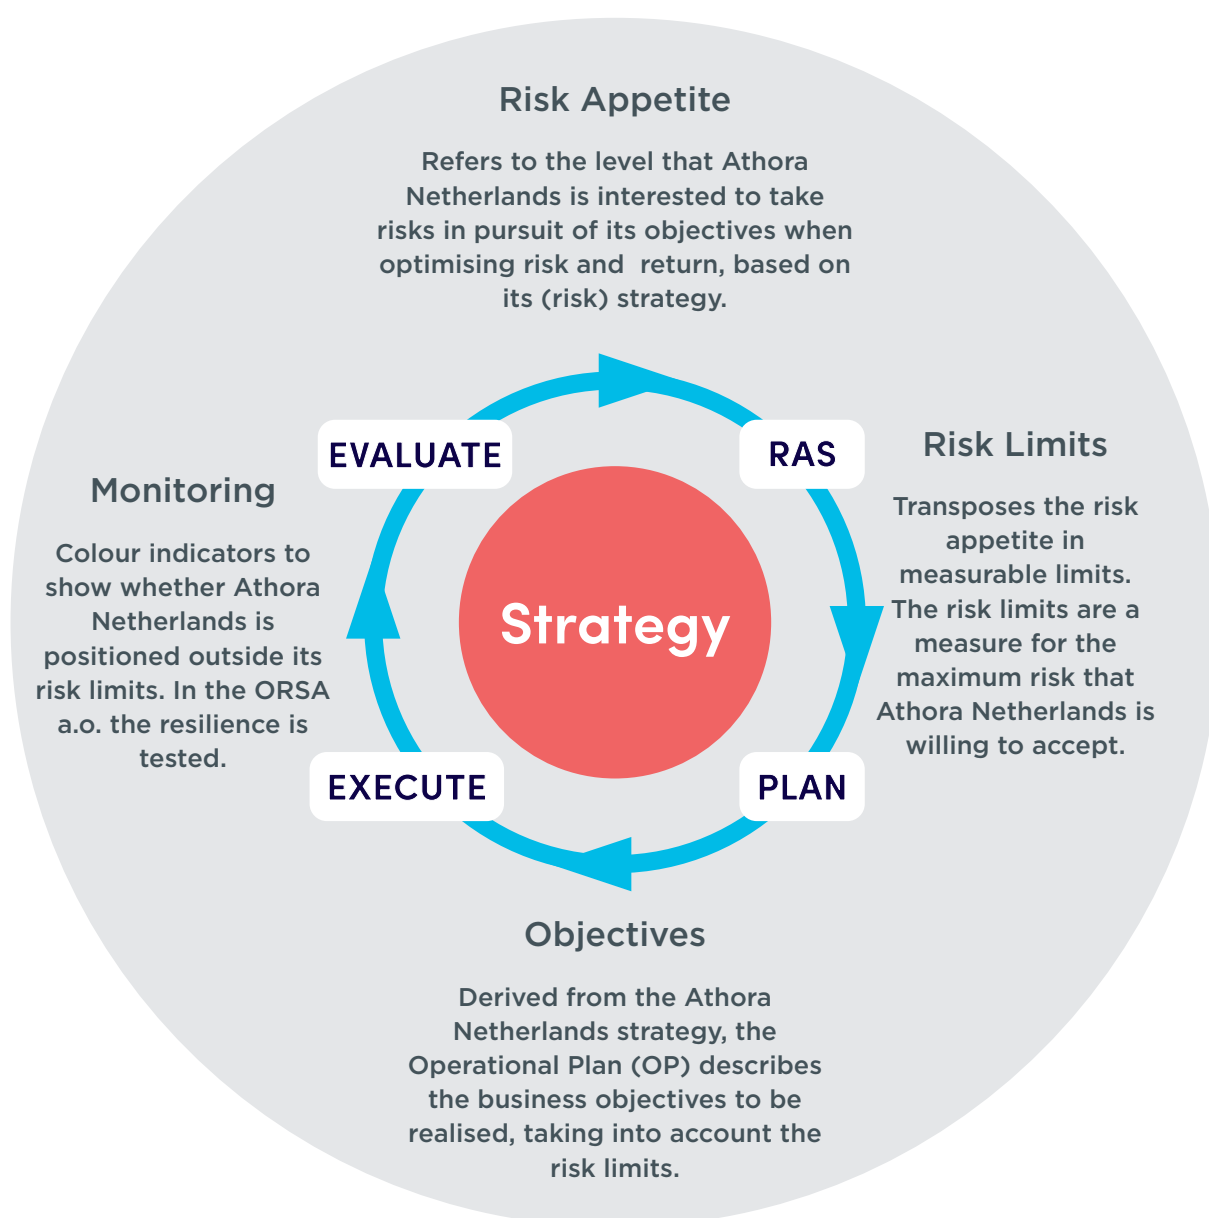 Risk Appetite
Refers to the level that Athora
Netherlands is interested to take
risks in pursuit of its objectives when
optimising risk and  return, based on
its (risk) strategy.
EVALUATE
RAS
Risk Limits
Transposes the risk
appetite in
measurable limits.
The risk limits are a
measure for the
maximum risk that
Athora Netherlands is
willing to accept.
Monitoring
Colour indicators to
show whether Athora
Netherlands is
positioned outside its
risk limits. In the ORSA
a.o. the resilience is
tested.
Strategy
EXECUTE
PLAN
Objectives
Derived from the Athora
Netherlands strategy, the
Operational Plan (OP) describes
the business objectives to be
realised, taking into account the
risk limits.